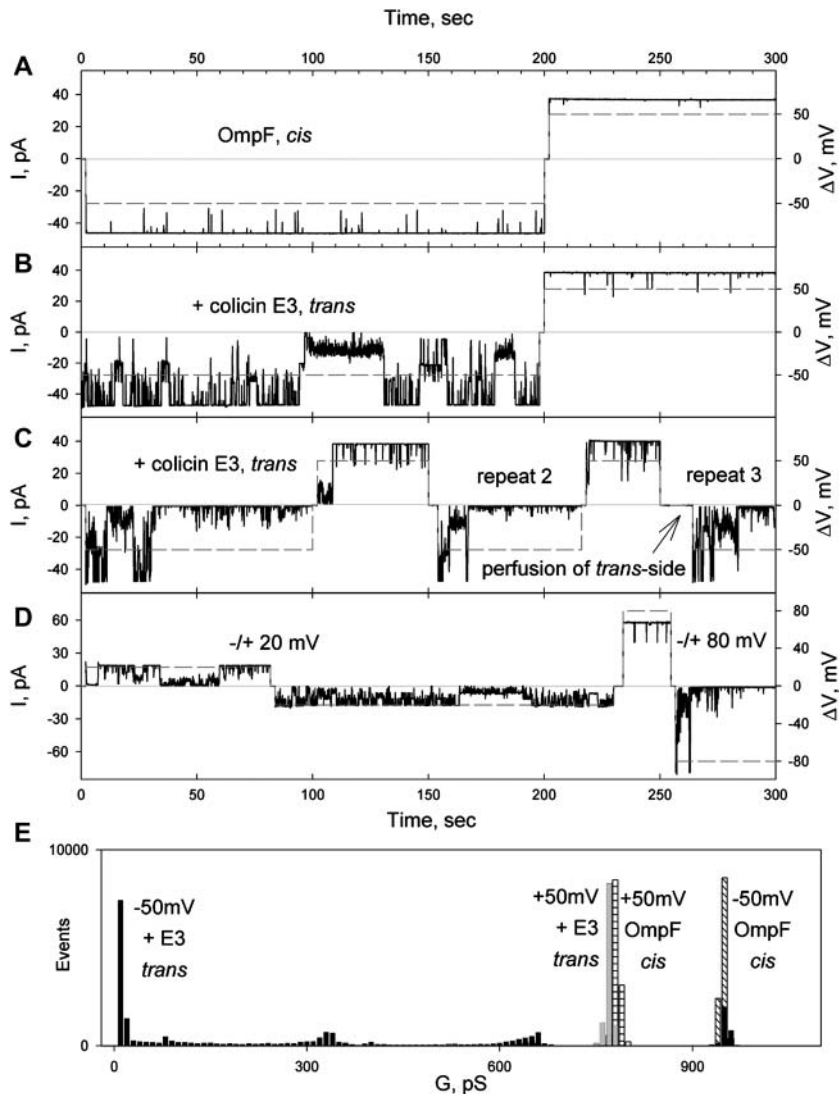 Time, sec
0 50 100 150 200 250 300
A
40
20
0
-20
-40
I, pA
OmpF, cis
50
0
-50
ΔV, mV
B
40
20
0
-20
-40
I, pA
+ colicin E3, trans
50
0
-50
ΔV, mV
C
40
20
0
-20
-40
I, pA
+ colicin E3, trans
repeat 2
repeat 3
perfusion of trans-side
50
0
-50
ΔV, mV
D
60
30
0
-30
-60
I, pA
-/+ 20 mV
-/+ 80 mV
80
40
0
-40
-80
ΔV, mV
0 50 100 150 200 250 300
Time, sec
E
10000
0
Events
-50mV
+ E3
trans
+50mV
+ E3
trans
+50mV
OmpF
cis
-50mV
OmpF
cis
0 300 600 900
G, pS